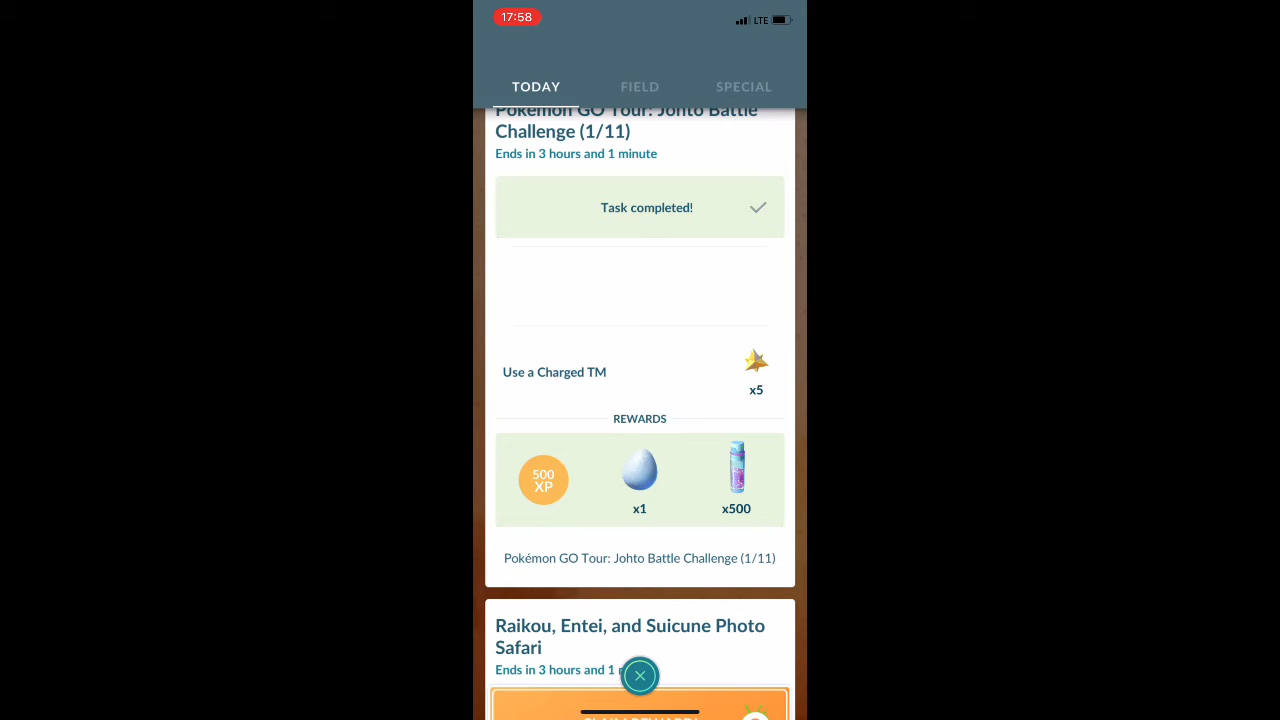 17:58
LTE
TODAY
FIELD
SPECIAL
Pokémon GO Tour: Johto Battle
Challenge (1/11)
Ends in 3 hours and 1 minute
Task completed!
Use a Charged TM
x5
REWARDS
500
XP
x1
x500
Pokémon GO Tour: Johto Battle Challenge (1/11)
Raikou, Entei, and Suicune Photo
Safari
Ends in 3 hours and 1